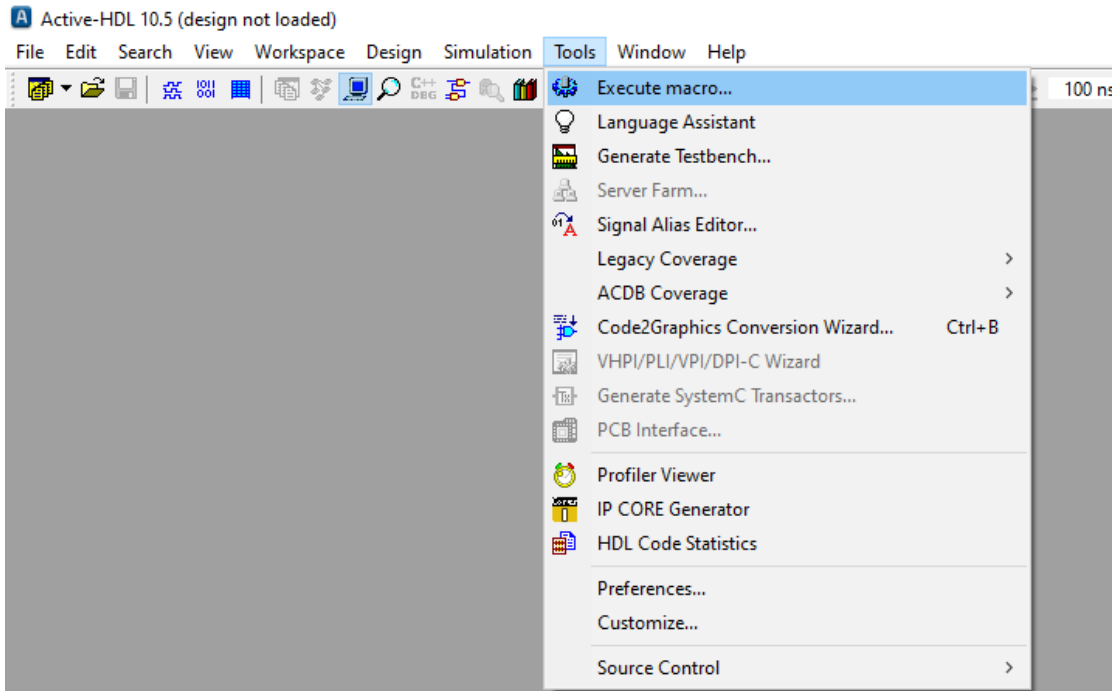 Active-HDL 10.5 (design not loaded)
File Edit Search View Workspace Design Simulation Tools Window Help
C++ DBG 100 ns
Execute macro...
Language Assistant
Generate Testbench...
Server Farm...
Signal Alias Editor...
Legacy Coverage
ACDB Coverage
Code2Graphics Conversion Wizard... Ctrl+B
VHPI/PLI/VPI/DPI-C Wizard
Generate SystemC Transactors...
PCB Interface...
Profiler Viewer
IP CORE Generator
HDL Code Statistics
Preferences...
Customize...
Source Control